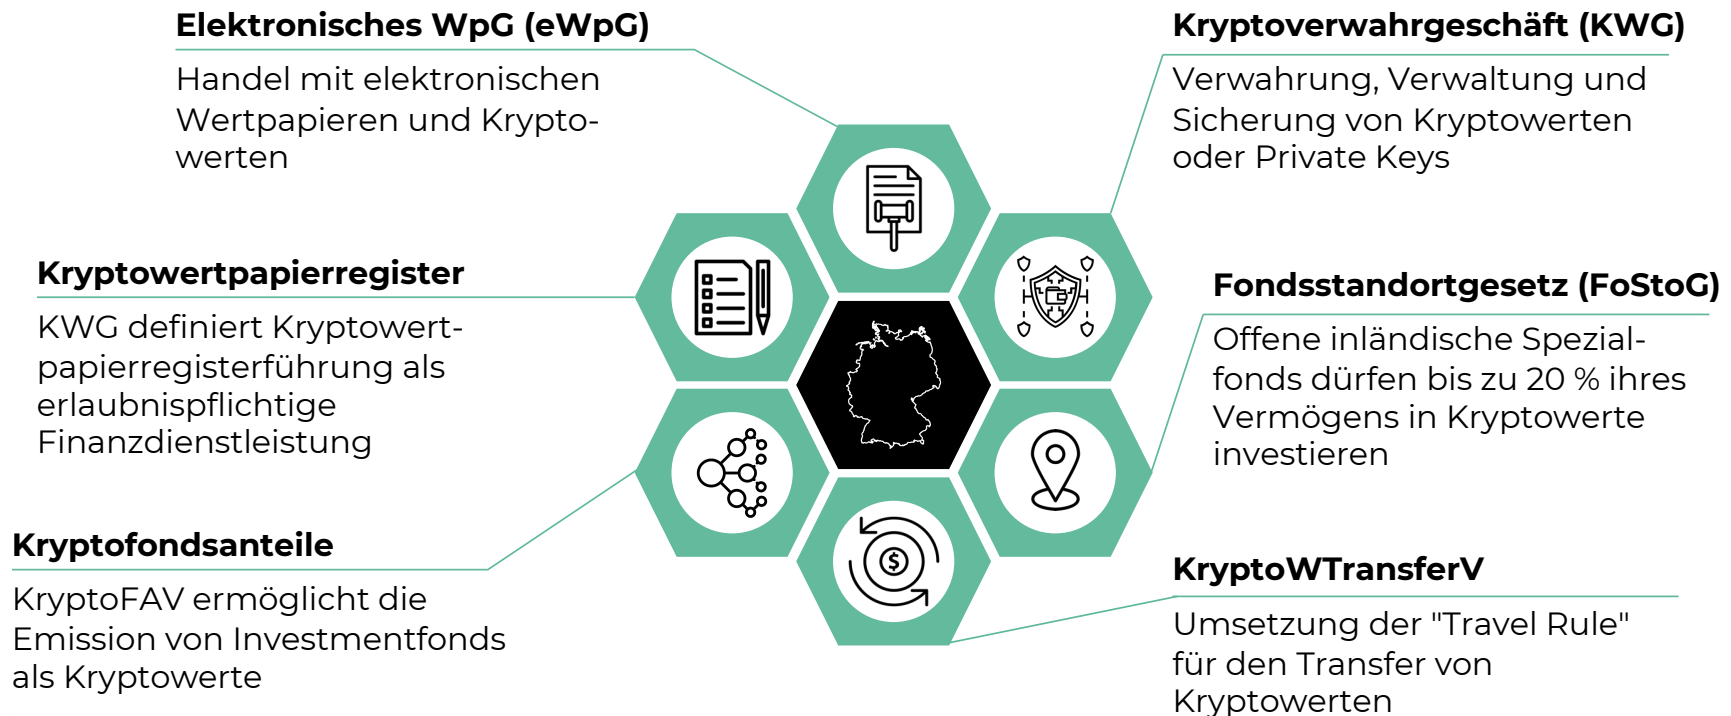 Elektronisches WpG (eWpG)
Handel mit elektronischen
Wertpapieren und Krypto-
werten
Kryptoverwahrgeschäft (KWG)
Verwahrung, Verwaltung und
Sicherung von Kryptowerten
oder Private Keys
Kryptowertpapierregister
KWG definiert Kryptowert-
papierregisterführung als
erlaubnispflichtige
Finanzdienstleistung
Fondsstandortgesetz (FoStoG)
Offene inländische Spezial-
fonds dürfen bis zu 20 % ihres
Vermögens in Kryptowerte
investieren
Kryptofondsanteile
KryptoFAV ermöglicht die
Emission von Investmentfonds
als Kryptowerte
$
KryptoWTransferV
Umsetzung der "Travel Rule"
für den Transfer von
Kryptowerten